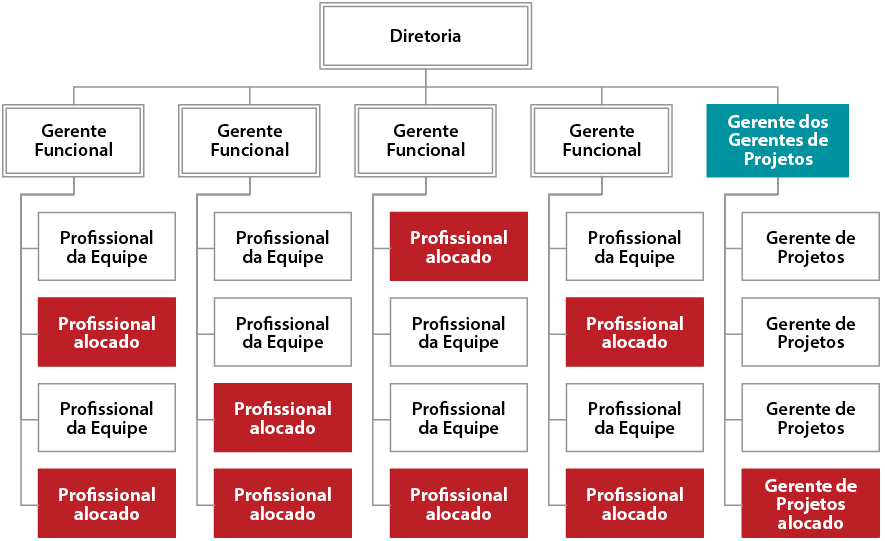 Diretoria
Gerente
Funcional
Gerente
Funcional
Gerente
Funcional
Gerente
Funcional
Gerente dos
Gerentes de
Projetos
Profissional
da Equipe
Profissional
da Equipe
Profissional
alocado
Profissional
da Equipe
Gerente de
Projetos
Profissional
alocado
Profissional
da Equipe
Profissional
da Equipe
Profissional
alocado
Gerente de
Projetos
Profissional
da Equipe
Profissional
alocado
Profissional
da Equipe
Profissional
da Equipe
Gerente de
Projetos
Profissional
alocado
Profissional
alocado
Profissional
alocado
Profissional
alocado
Gerente de
Projetos
alocado